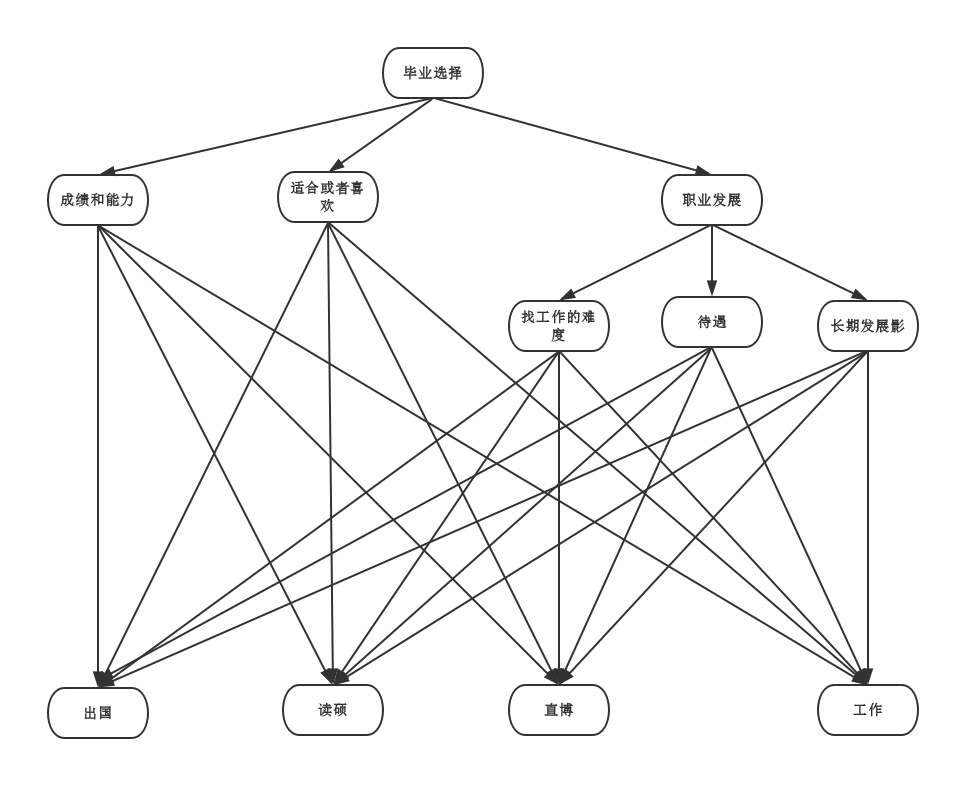 毕业选择
成绩和能力
适合或者喜
欢
职业发展
找工作的难
度
待遇
长期发展影
出国
读硕
直博
工作